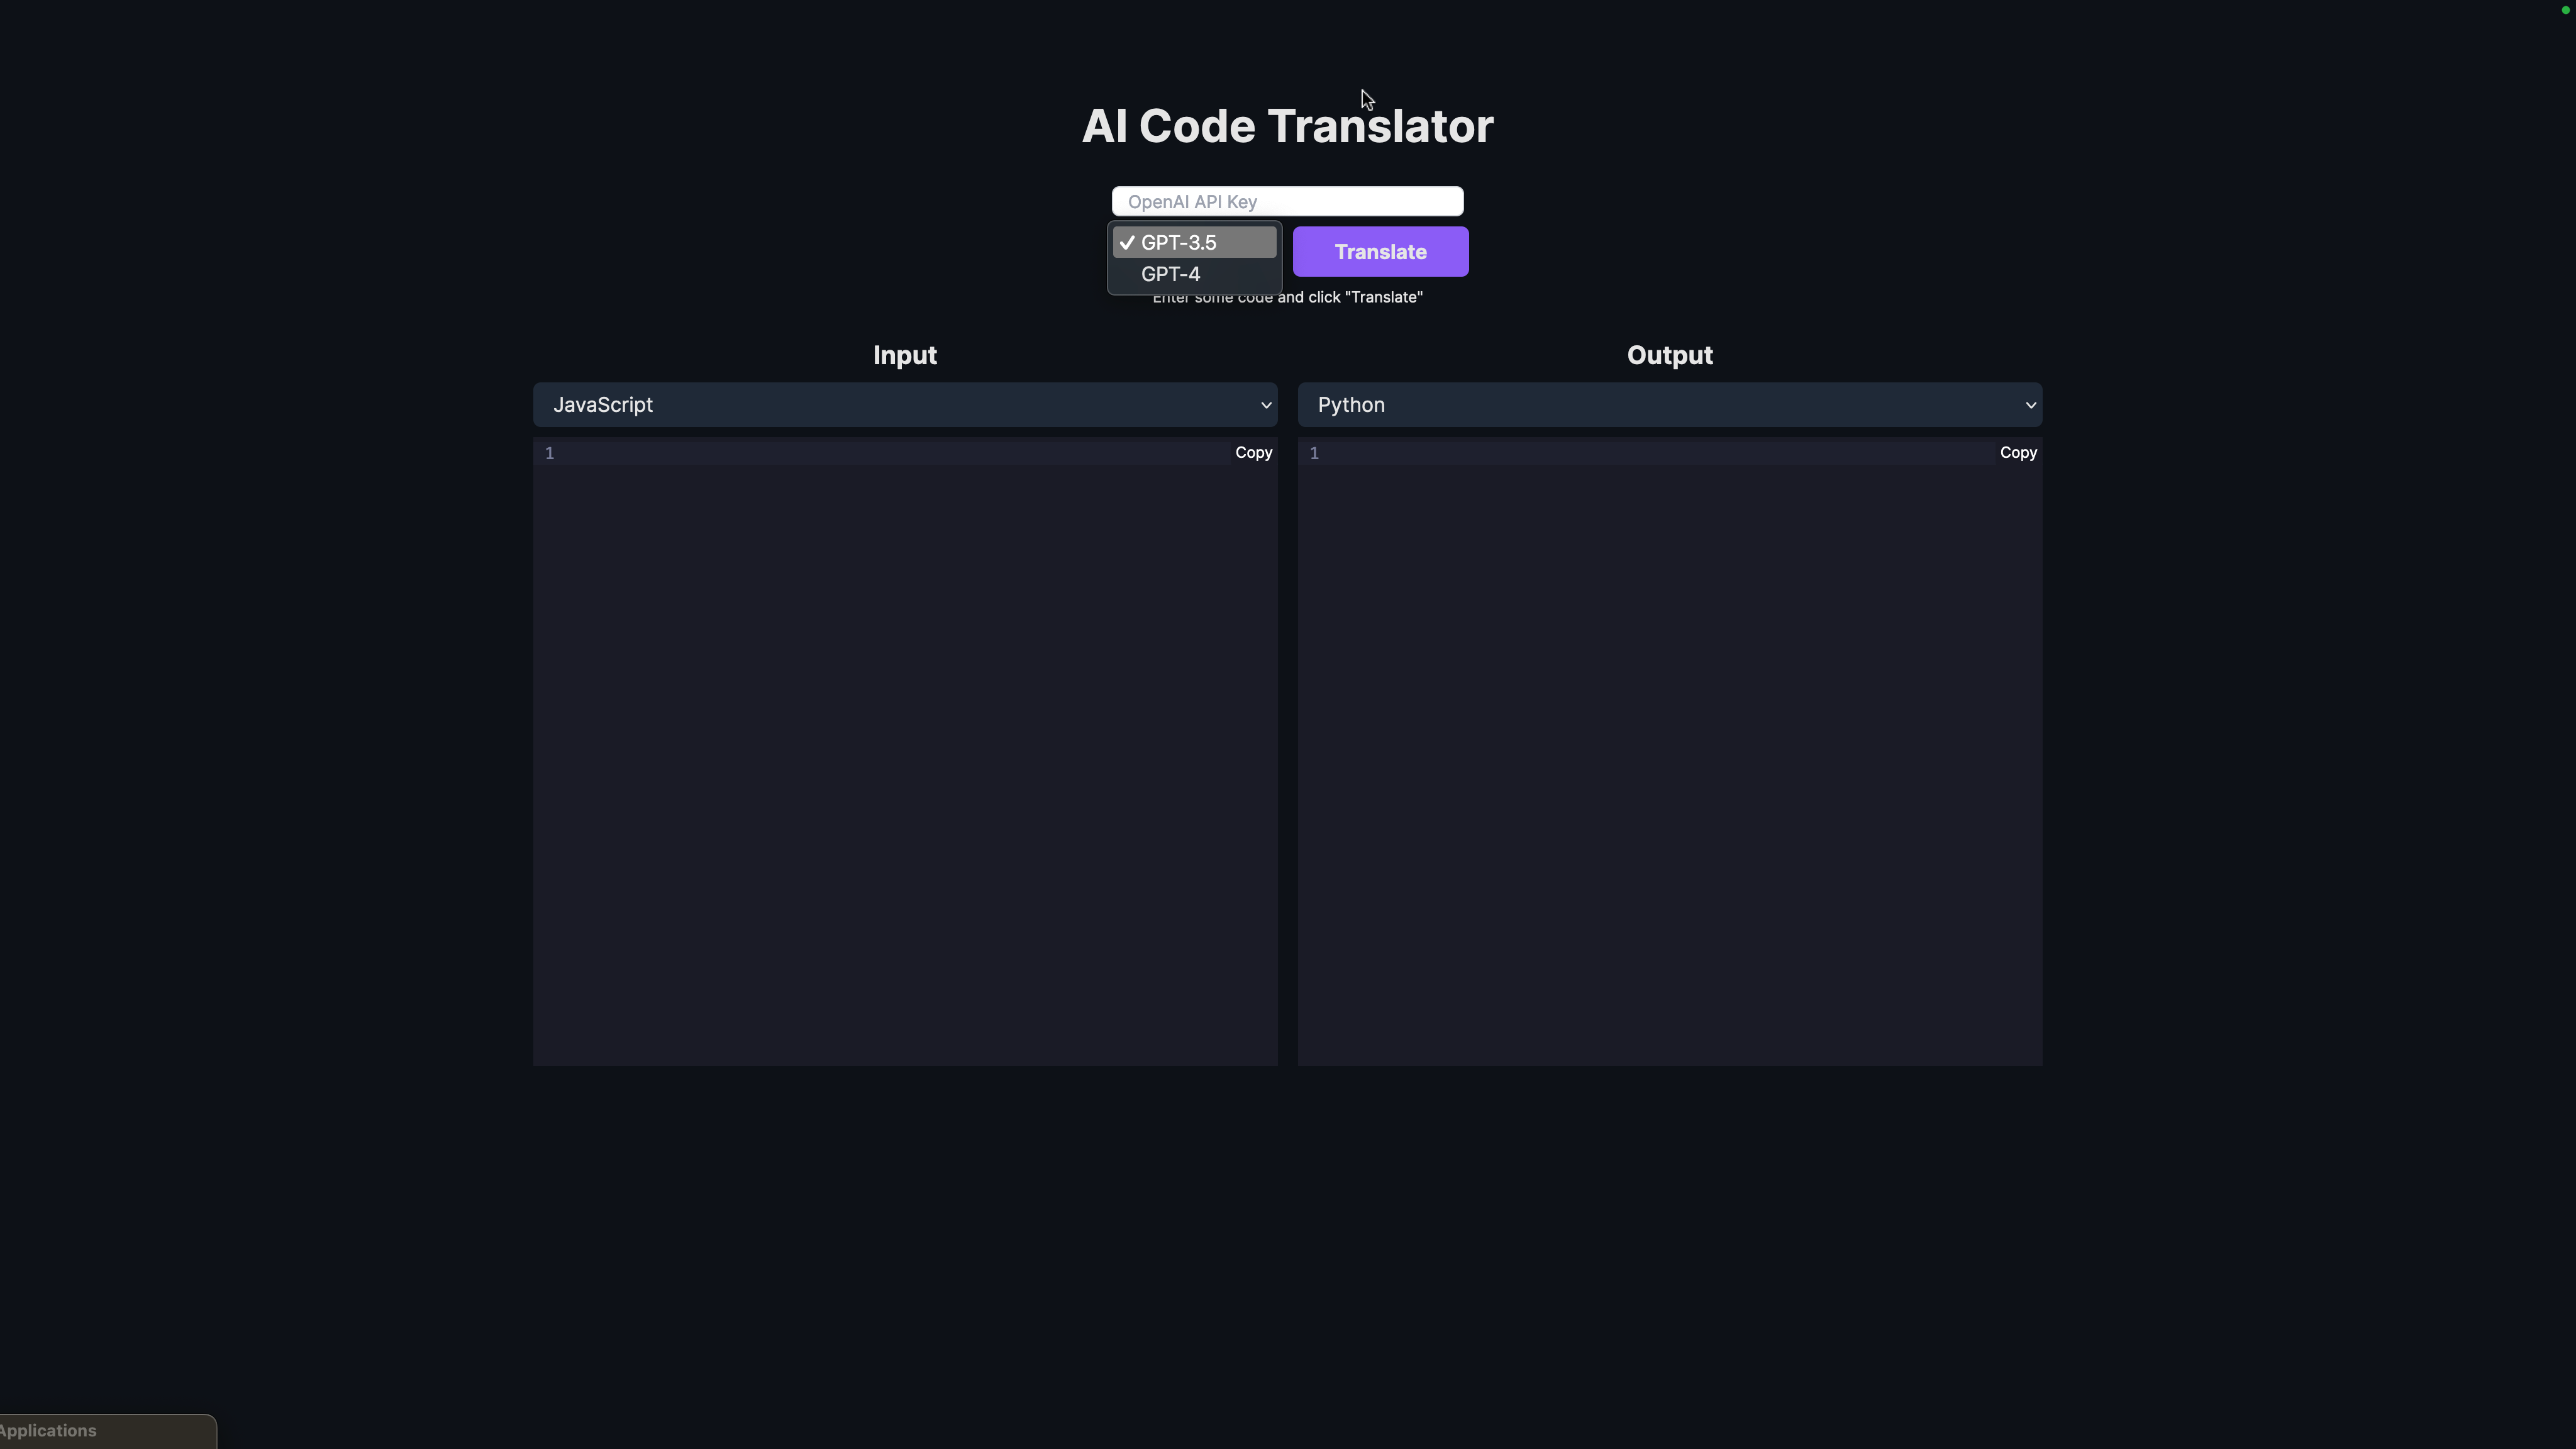 AI Code Translator
OpenAI API Key
✓ GPT-3.5
GPT-4
Translate
Enter some code and click "Translate"
Input
Output
JavaScript
Python
1
Copy
1
Copy
Applications